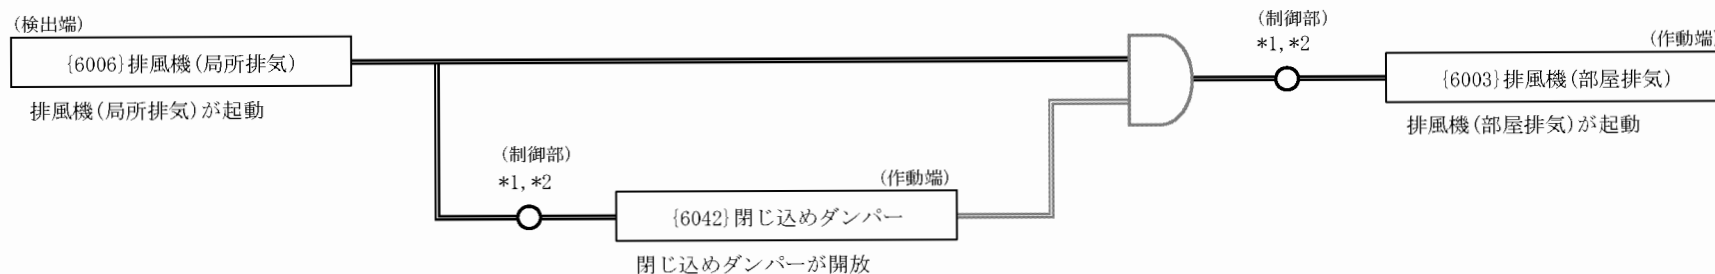 (検出端)
{6006}排風機(局所排気)
排風機(局所排気)が起動
(制御部)
*1,*2
(作動端)
{6042}閉じ込めダンパー
閉じ込めダンパーが開放
(制御部)
*1,*2
(作動端)
{6003}排風機(部屋排気)
排風機(部屋排気)が起動